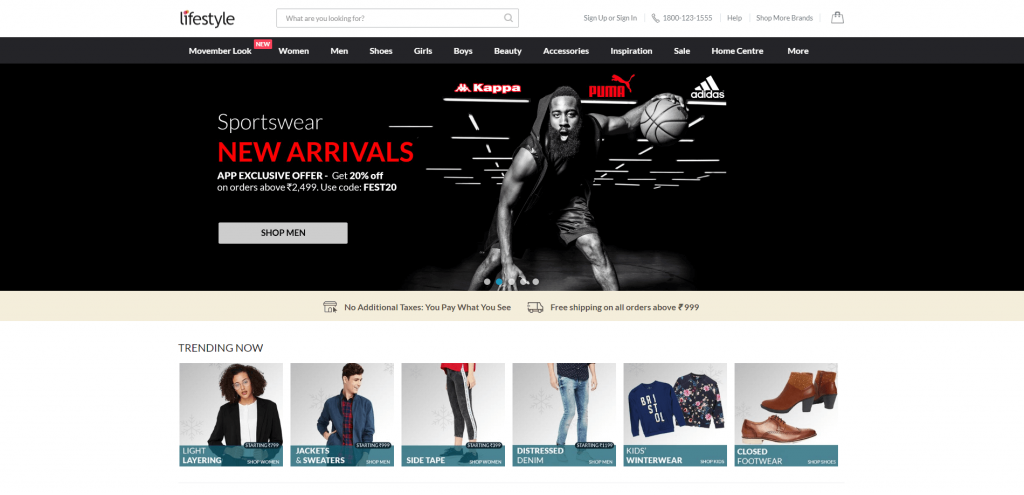 lifestyle
What are you looking for?
Sign Up or Sign In
1800-123-1555
Help
Shop More Brands
Movember Look NEW Women Men Shoes Girls Boys Beauty Accessories Inspiration Sale Home Centre More
Kappa PUMA adidas
Sportswear
NEW ARRIVALS
APP EXCLUSIVE OFFER - Get 20% off
on orders above ₹2,499. Use code: FEST20
SHOP MEN
No Additional Taxes: You Pay What You See
Free shipping on all orders above ₹ 999
TRENDING NOW
STARTING ₹799
LIGHT
LAYERING SHOP WOMEN
STARTING ₹999
JACKETS
& SWEATERS SHOP MEN
STARTING ₹399
SIDE TAPE SHOP WOMEN
STARTING ₹1199
DISTRESSED
DENIM SHOP MEN
BRI
STOL
KIDS'
WINTERWEAR SHOP KIDS
CLOSED
FOOTWEAR SHOP SHOES